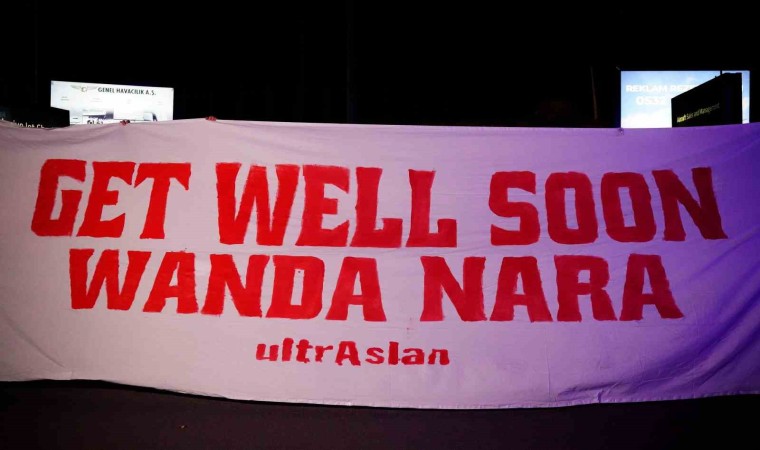 GENEL HAVACILIK A.Ş.
GET WELL SOON
WANDA NARA
ultrAslan